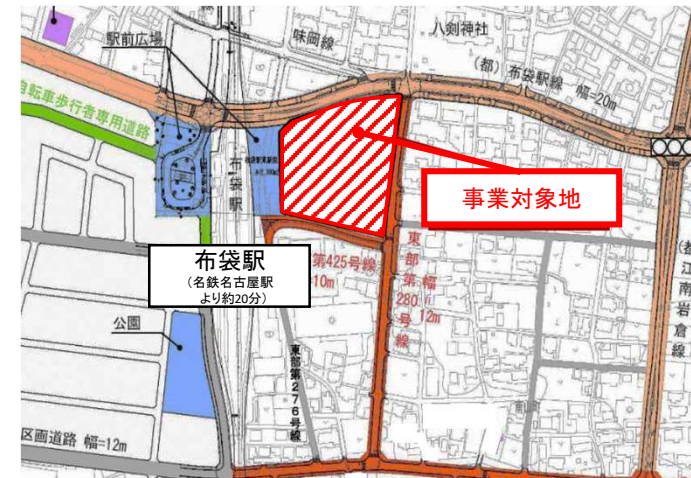 駅前広場
味岡線
八剣神社
(都)布袋駅線 幅=20m
自転車歩行者専用道路
布袋駅
事業対象地
布袋駅
(名鉄名古屋駅
より約20分)
第425号線
=10m
東部第280号線
幅12m
(都)江南岩倉線
公園
東部第276号線
区画道路 幅=12m